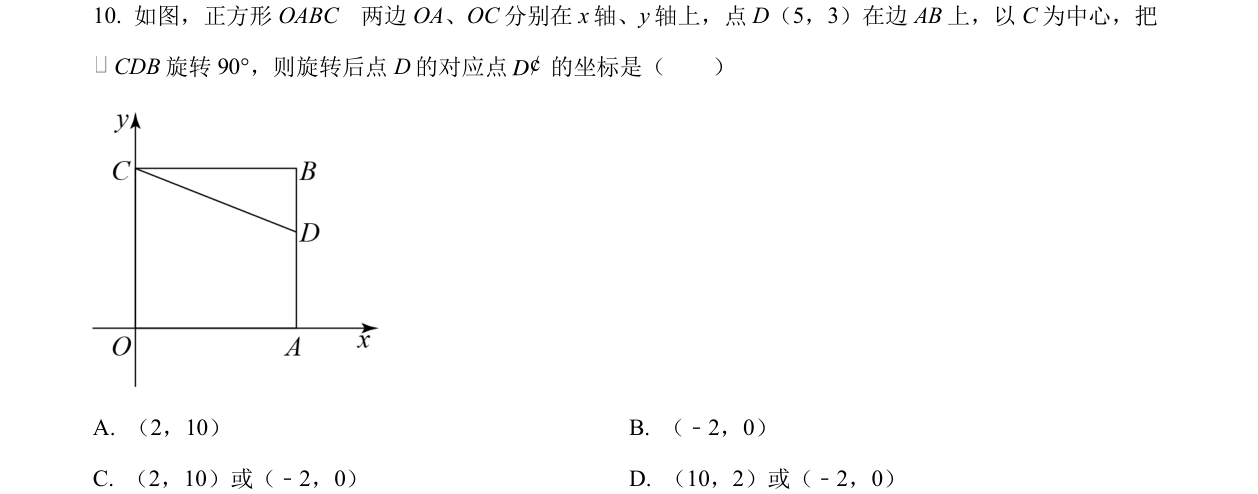 10. 如图，正方形 OABC 两边 OA、OC 分别在 x 轴、y 轴上，点 D（5，3）在边 AB 上，以 C 为中心，把
□ CDB 旋转 90°，则旋转后点 D 的对应点 D¢ 的坐标是（　　）
y
C B
D
O A x
A. （2，10） B. （﹣2，0）
C. （2，10）或（﹣2，0） D. （10，2）或（﹣2，0）